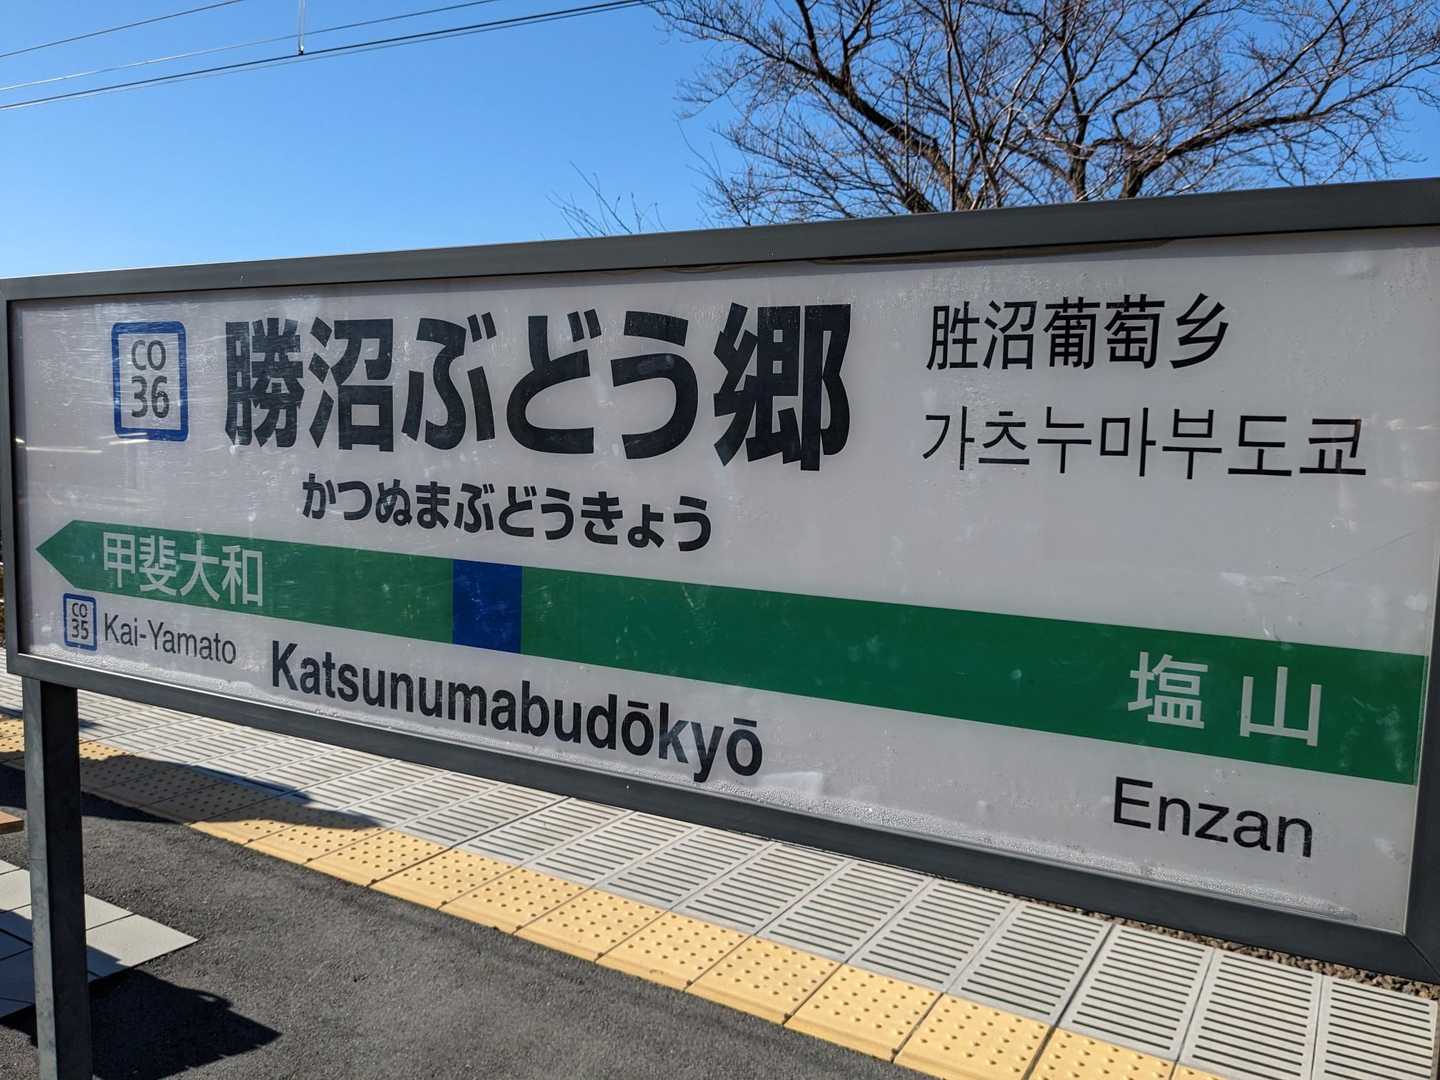 CO
36
勝沼ぶどう郷
かつぬまぶどうきょう
胜沼葡萄乡
가츠누마부도쿄
甲斐大和
CO
35
Kai-Yamato
Katsunumabudōkyō
塩山
Enzan